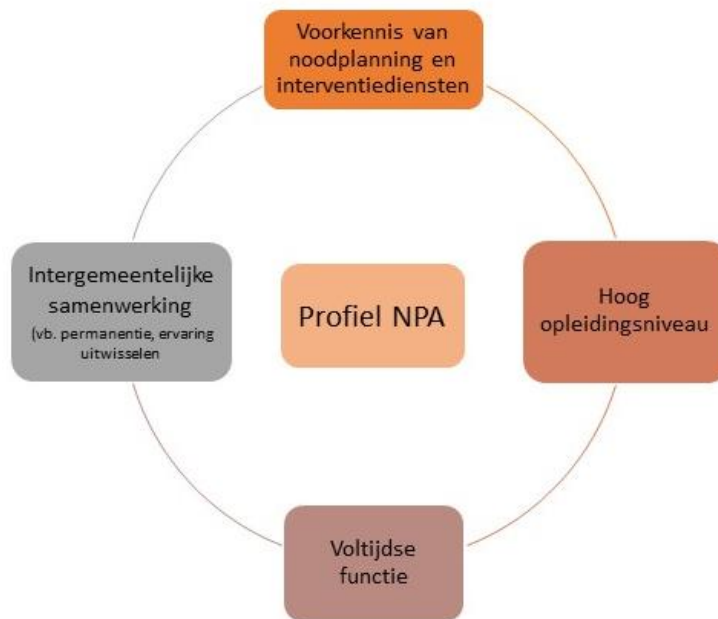 Voorkennis van
noodplanning en
interventiediensten
Intergemeentelijke
samenwerking
(vb. permanentie, ervaring
uitwisselen
Profiel NPA
Hoog
opleidingsniveau
Voltijdse
functie